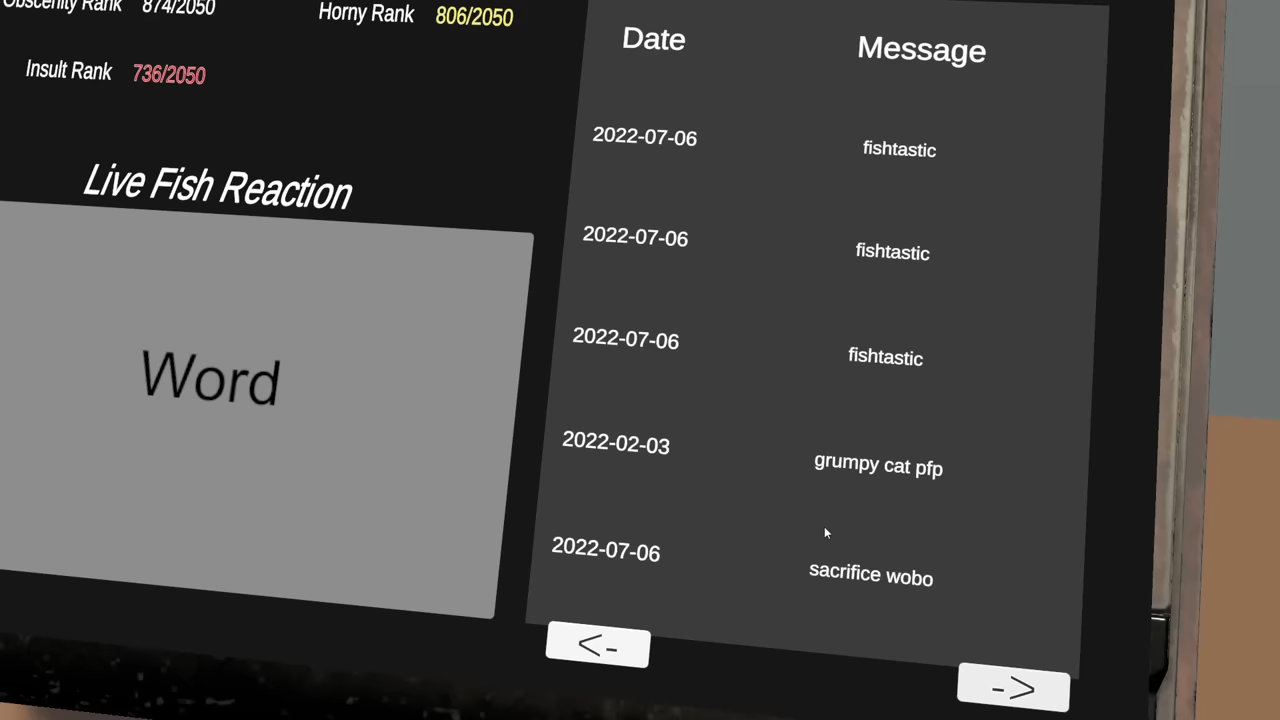 Obscenity Rank 874/2050
Horny Rank 806/2050
Insult Rank 736/2050
Live Fish Reaction
Word
Date Message
2022-07-06 fishtastic
2022-07-06 fishtastic
2022-07-06 fishtastic
2022-02-03 grumpy cat pfp
2022-07-06 sacrifice wobo
<-
->